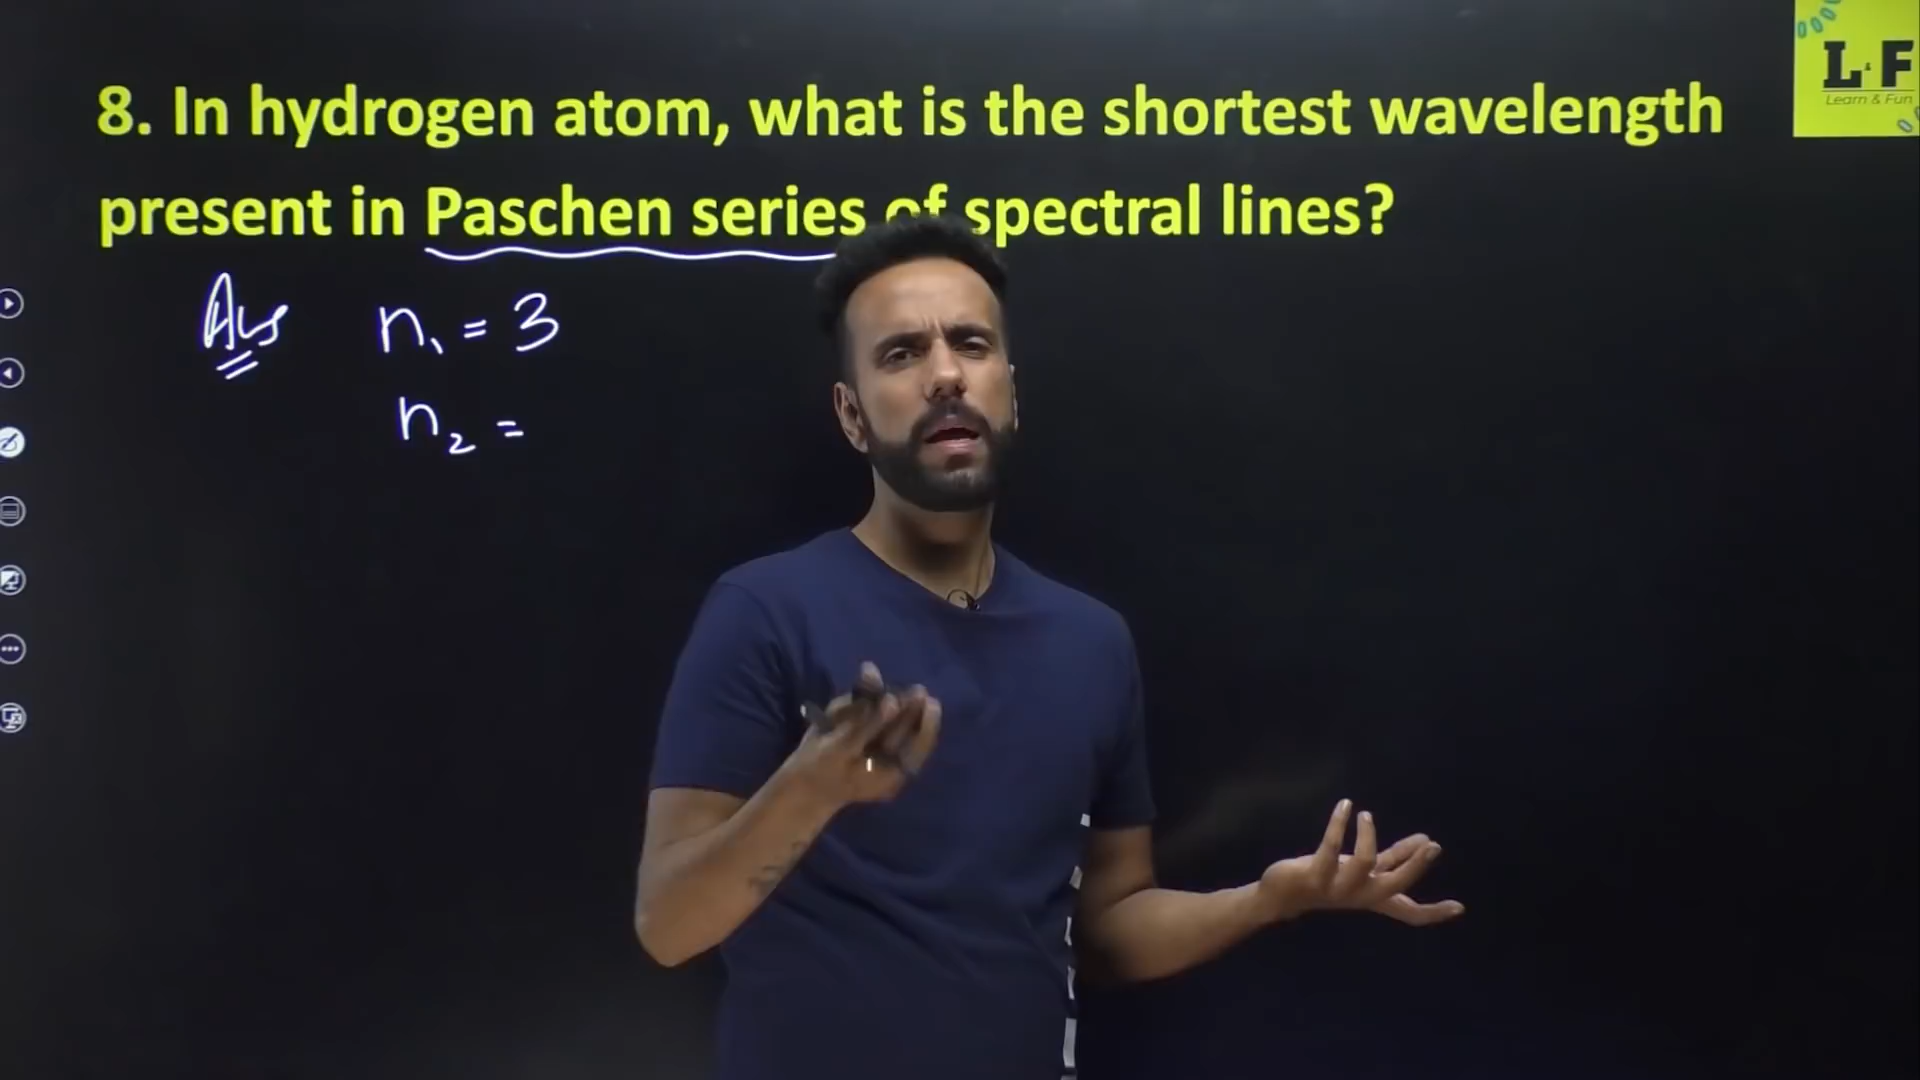 8. In hydrogen atom, what is the shortest wavelength
present in Paschen series of spectral lines?
L&F
Learn & Fun
Ans n₁ = 3
n₂ =